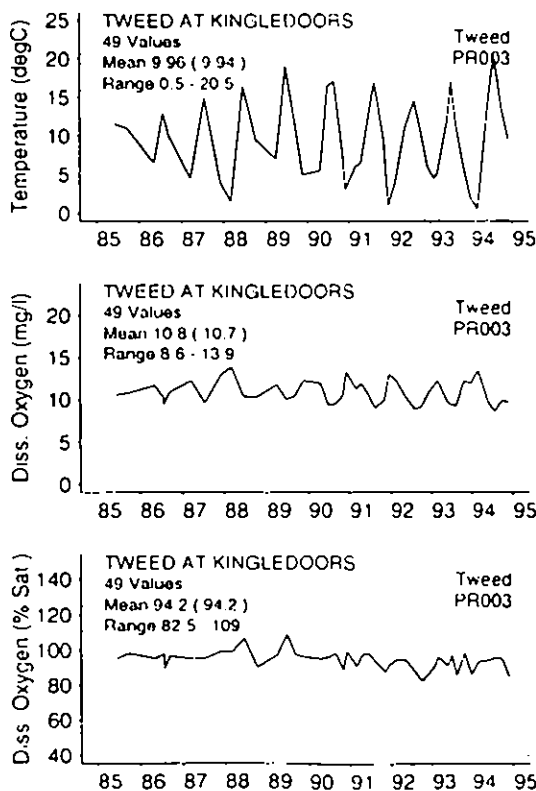 TWEED AT KINGLEDOORS
49 Values
Mean 9 96 ( 9 94 )
Range 0.5 - 20 5
Tweed
PR003
Temperature (degC)
25
20
15
10
5
0
85 86 87 88 89 90 91 92 93 94 95
TWEED AT KINGLEDOORS
49 Values
Mean 10 8 ( 10.7 )
Range 8 6 - 13 9
Tweed
PR003
Diss. Oxygen (mg/l)
20
15
10
5
0
85 86 87 88 89 90 91 92 93 94 95
TWEED AT KINGLEDOORS
49 Values
Mean 94 2 ( 94.2 )
Range 82 5 - 109
Tweed
PR003
Diss Oxygen (% Sat )
140
120
100
80
60
40
85 86 87 88 89 90 91 92 93 94 95